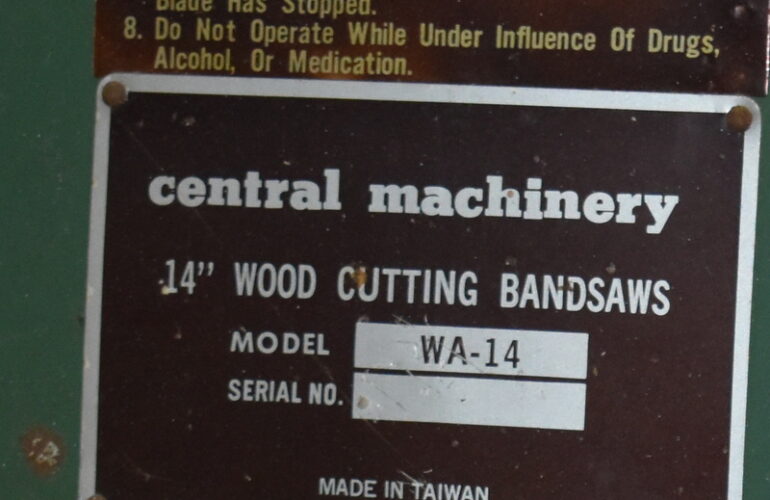 Blade Has Stopped.
8. Do Not Operate While Under Influence Of Drugs,
Alcohol, Or Medication.
central machinery
14" WOOD CUTTING BANDSAWS
MODEL WA-14
SERIAL NO.
MADE IN TAIWAN